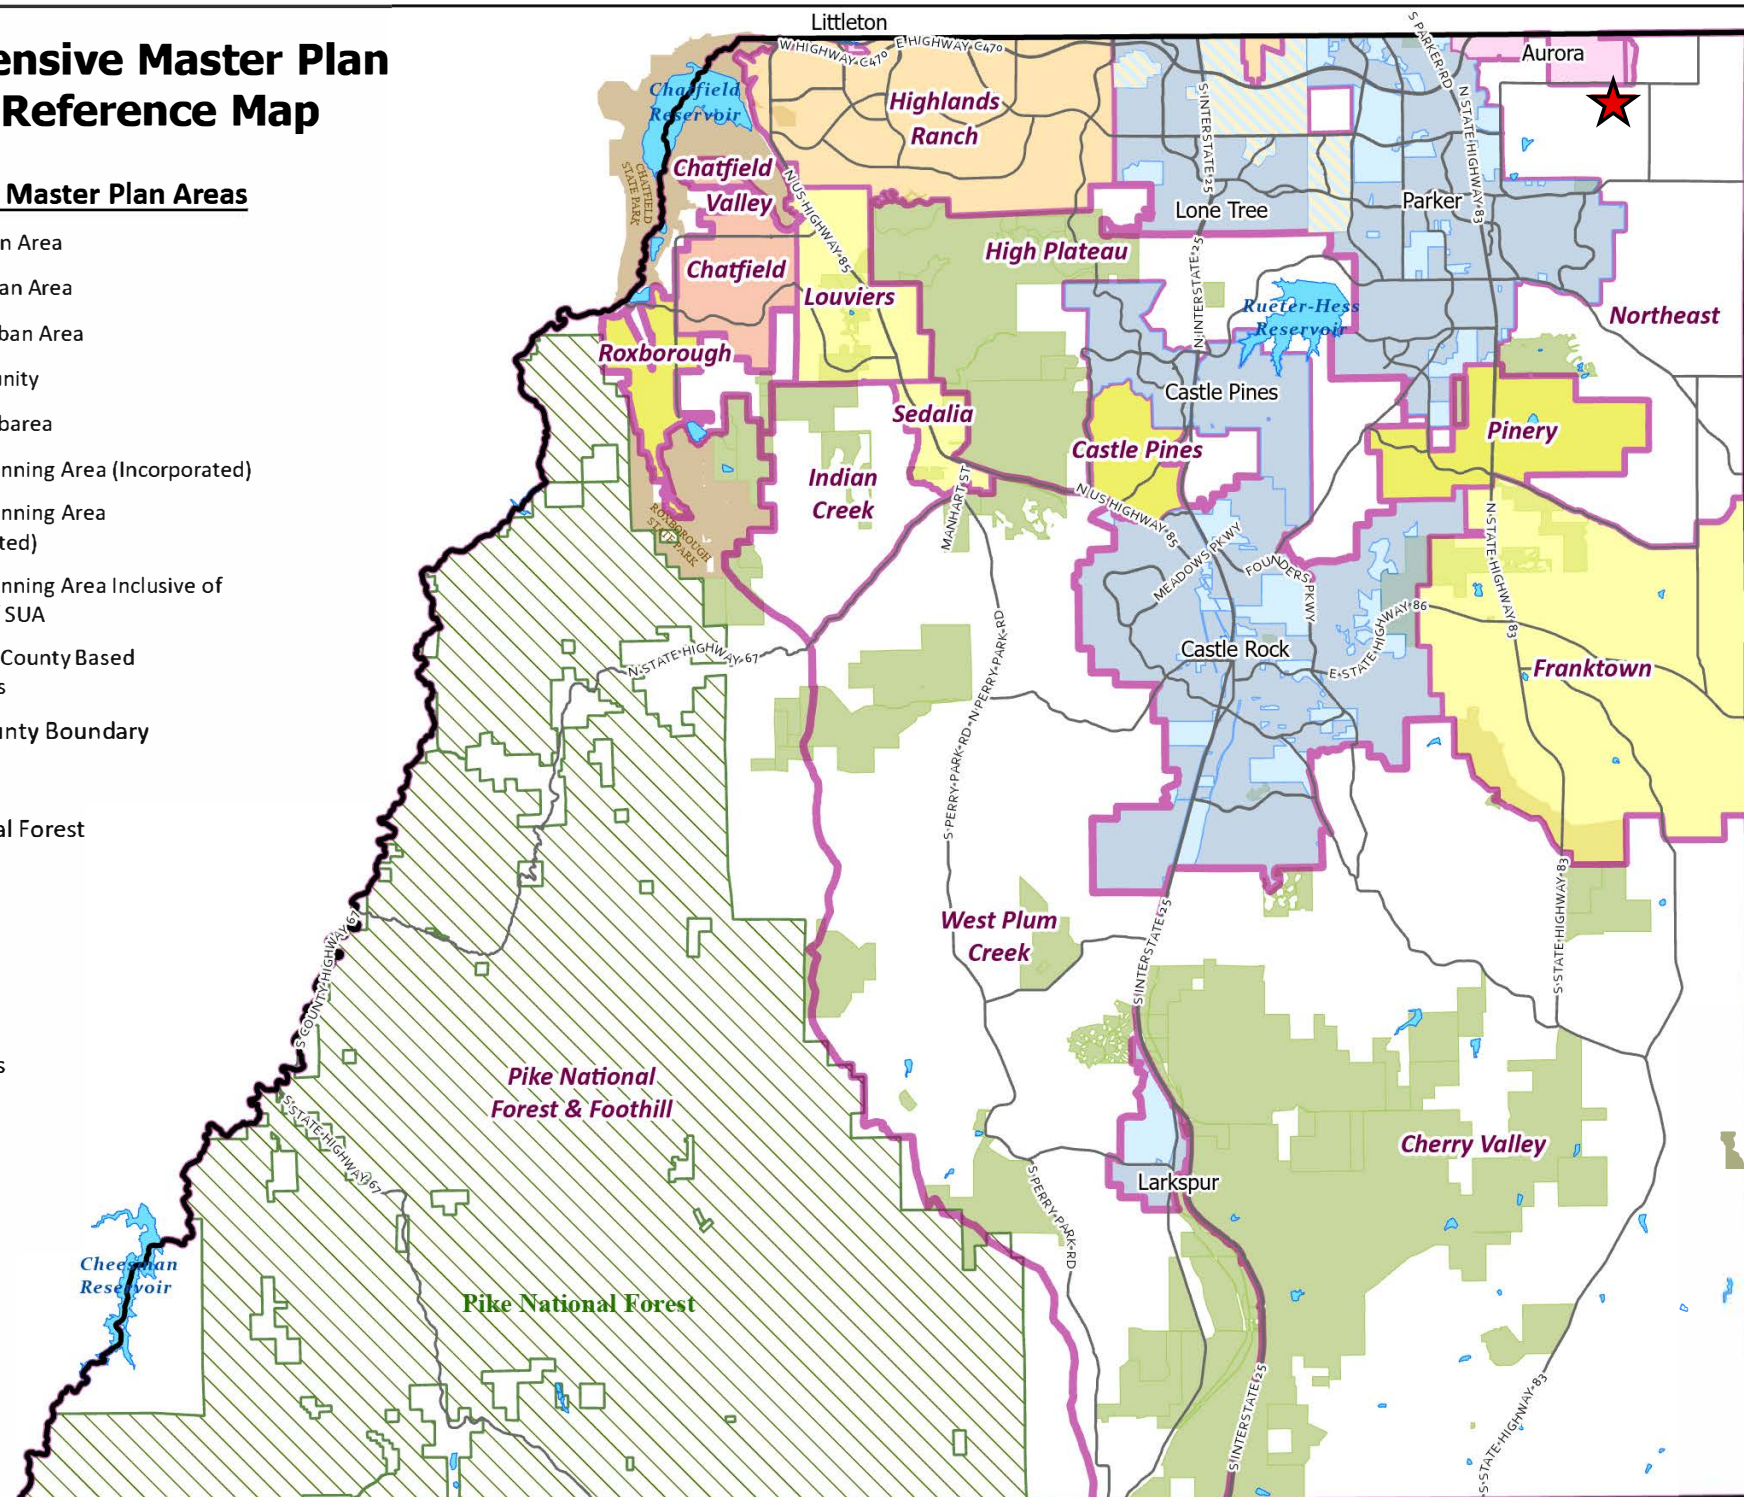 ensive Master Plan
Reference Map
Master Plan Areas
n Area
an Area
ban Area
nity
barea
nning Area (Incorporated)
nning Area
ted)
nning Area Inclusive of
SUA
County Based
s
nty Boundary
al Forest
s
Littleton
W HIGHWAY C470
E HIGHWAY C470
S PARKER RD
Aurora
Chatfield
Reservoir
Highlands
Ranch
S INTERSTATE 25
N STATE HIGHWAY 83
CHATFIELD
STATE PARK
Chatfield
Valley
N US HIGHWAY 85
Lone Tree
Parker
High Plateau
Chatfield
Louviers
N INTERSTATE 25
Rueter-Hess
Reservoir
Northeast
Roxborough
Castle Pines
Sedalia
Castle Pines
Pinery
Indian
Creek
MANHART ST
N US HIGHWAY 85
ROXBOROUGH
STATE PARK
MEADOWS PKWY
FOUNDERS PKWY
N STATE HIGHWAY 83
E STATE HIGHWAY 86
N STATE HIGHWAY 67
N PERRY PARK RD
Castle Rock
Franktown
S PERRY PARK RD
S PERRY PARK RD
S STATE HIGHWAY 83
West Plum
Creek
S INTERSTATE 25
S COUNTY HIGHWAY 67
Pike National
Forest & Foothill
S STATE HIGHWAY 67
Cherry Valley
Larkspur
S PERRY PARK RD
Cheesman
Reservoir
Pike National Forest
S INTERSTATE 25
S STATE HIGHWAY 83